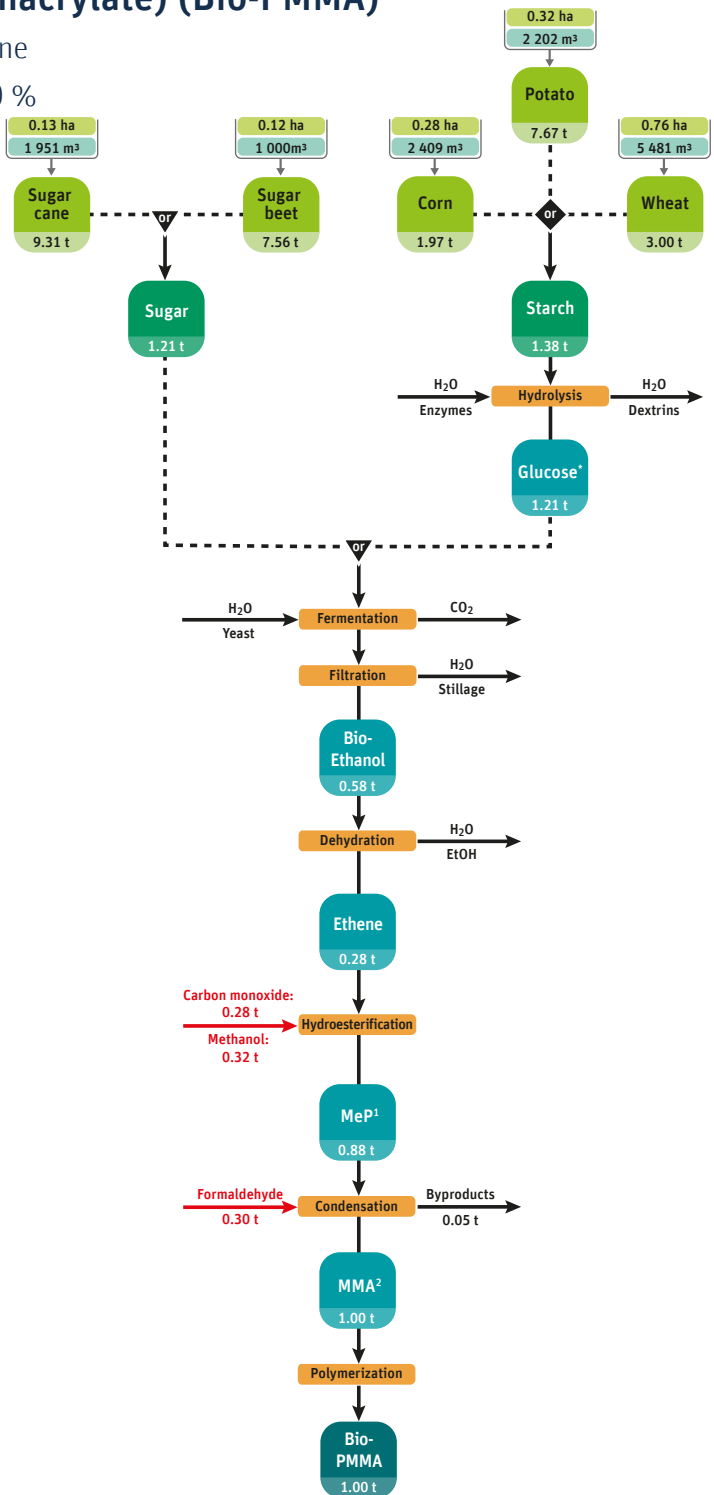 nacrylate) (Bio-PMMA)
ne
0 %
0.32 ha
2 202 m³
Potato
7.67 t
0.13 ha
1 951 m³
Sugar
cane
9.31 t
or
0.12 ha
1 000m³
Sugar
beet
7.56 t
0.28 ha
2 409 m³
Corn
1.97 t
or
0.76 ha
5 481 m³
Wheat
3.00 t
Sugar
1.21 t
Starch
1.38 t
H₂O
Enzymes
Hydrolysis
H₂O
Dextrins
Glucose*
1.21 t
or
H₂O
Yeast
Fermentation
CO₂
Filtration
H₂O
Stillage
Bio-
Ethanol
0.58 t
Dehydration
H₂O
EtOH
Ethene
0.28 t
Carbon monoxide:
0.28 t
Methanol:
0.32 t
Hydroesterification
MeP¹
0.88 t
Formaldehyde
0.30 t
Condensation
Byproducts
0.05 t
MMA²
1.00 t
Polymerization
Bio-
PMMA
1.00 t